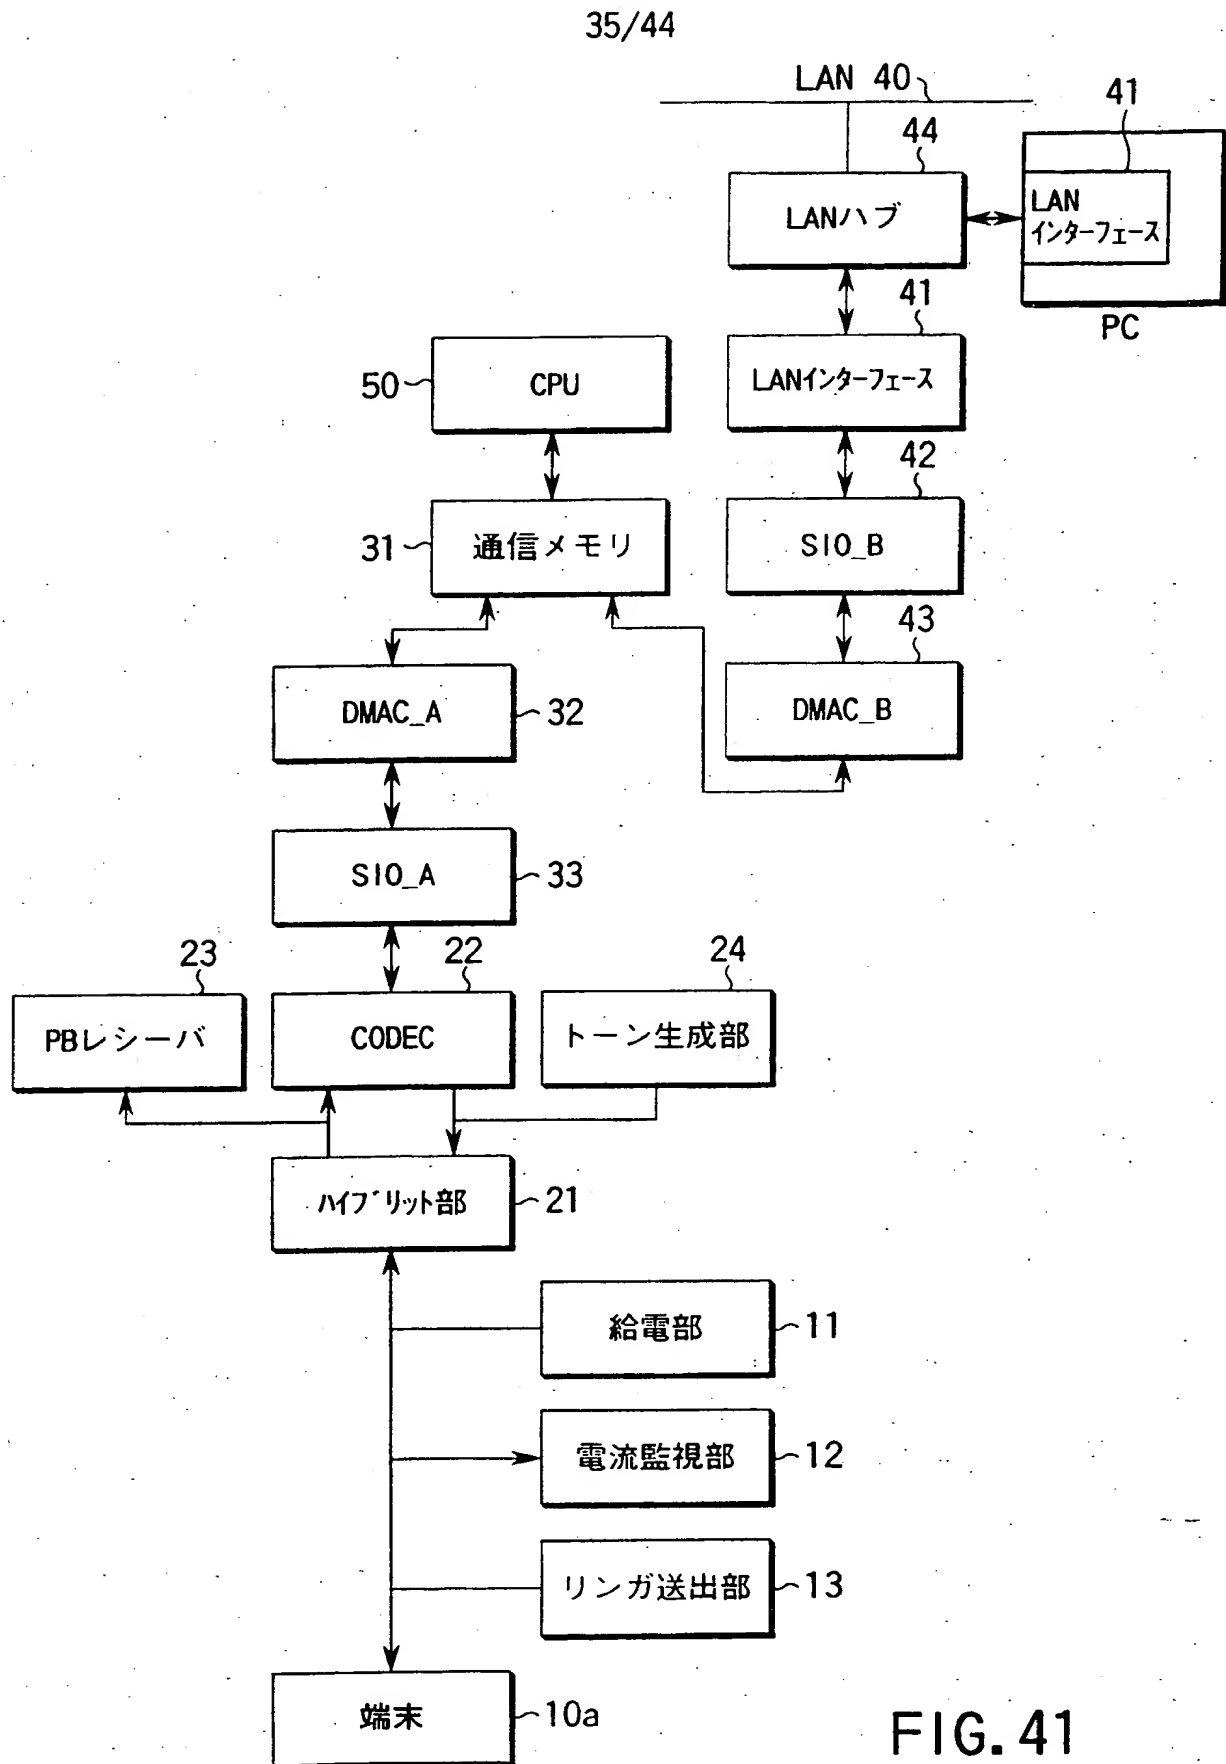 35/44
LAN 40
41
44
LANハブ
LAN
インターフェース
PC
41
50
CPU
LANインターフェース
42
31
通信メモリ
SIO_B
43
DMAC_A
32
DMAC_B
SIO_A
33
23
22
24
PBレシーバ
CODEC
トーン生成部
ハイブリット部
21
給電部
11
電流監視部
12
リンガ送出部
13
端末
10a
FIG. 41